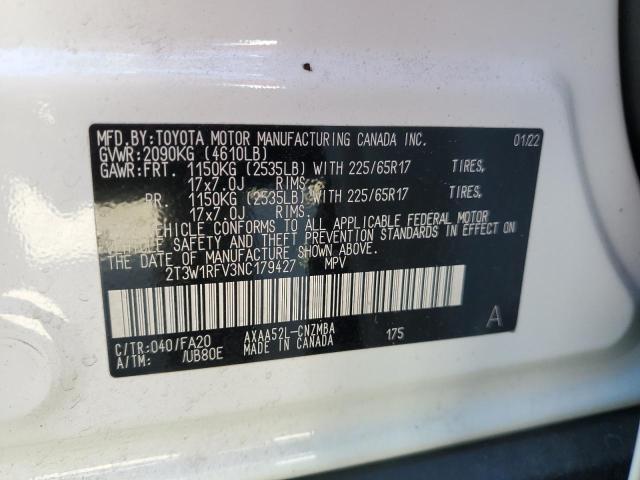 MFD.BY:TOYOTA MOTOR MANUFACTURING CANADA INC. 01/22
GVWR:2090KG (4610LB)
GAWR:FRT. 1150KG (2535LB) WITH 225/65R17 TIRES,
17x7.0J RIMS.
RR. 1150KG (2535LB) WITH 225/65R17 TIRES,
17x7.0J RIMS.
THIS VEHICLE CONFORMS TO ALL APPLICABLE FEDERAL MOTOR
VEHICLE SAFETY AND THEFT PREVENTION STANDARDS IN EFFECT ON
THE DATE OF MANUFACTURE SHOWN ABOVE.
2T3W1RFV3NC179427 MPV
A
C/TR:040/FA20 AXAA52L-CNZMBA 175
A/TM: /UB80E MADE IN CANADA